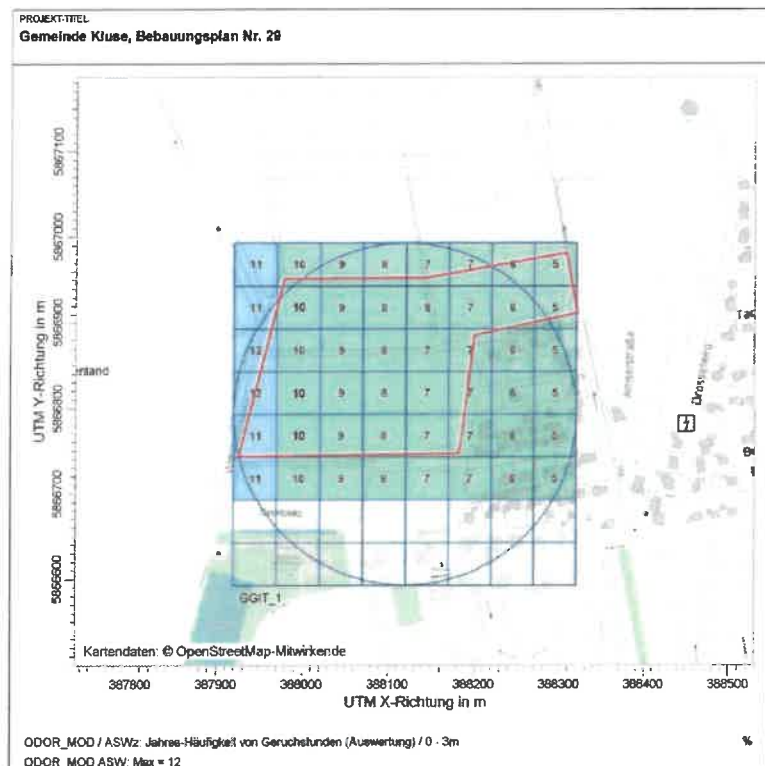 PROJEKT-TITEL
Gemeinde Kluse, Bebauungsplan Nr. 29
UTM Y-Richtung in m
5867100
5867000
5866900
5866800
5866700
5866600
11 10 9 8 7 7 6 5
11 10 9 8 8 7 6 5
12 10 9 8 7 7 6 5
12 10 9 8 7 7 6 5
11 10 9 8 7 7 6 5
11 10 9 8 7 7 6 5
Drosselweg
GGIT_1
Kartendaten: © OpenStreetMap-Mitwirkende
387800 387900 388000 388100 388200 388300 388400 388500
UTM X-Richtung in m
ODOR_MOD / ASWz: Jahres-Häufigkeit von Geruchstunden (Auswertung) / 0 - 3m %
ODOR_MOD ASW: Max = 12